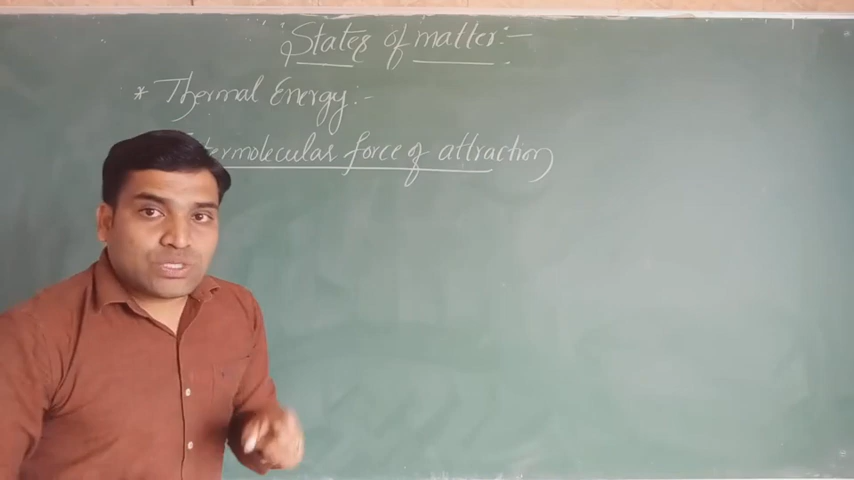 States of matter:-
* Thermal Energy:-
termolecular force of attraction